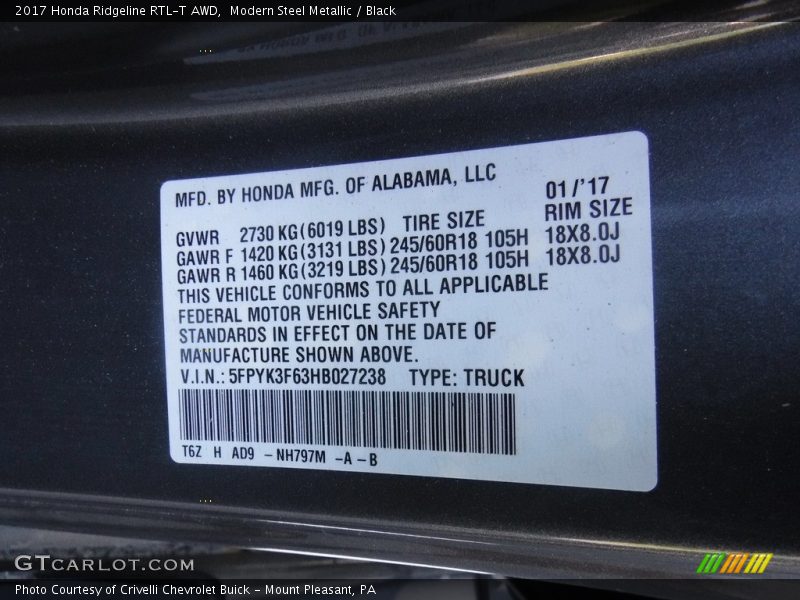 2017 Honda Ridgeline RTL-T AWD, Modern Steel Metallic / Black
MFD. BY HONDA MFG. OF ALABAMA, LLC 01/'17
GVWR 2730 KG (6019 LBS) TIRE SIZE RIM SIZE
GAWR F 1420 KG (3131 LBS) 245/60R18 105H 18X8.0J
GAWR R 1460 KG (3219 LBS) 245/60R18 105H 18X8.0J
THIS VEHICLE CONFORMS TO ALL APPLICABLE
FEDERAL MOTOR VEHICLE SAFETY
STANDARDS IN EFFECT ON THE DATE OF
MANUFACTURE SHOWN ABOVE.
V.I.N.: 5FPYK3F63HB027238 TYPE: TRUCK
T6Z H AD9 - NH797M -A - B
GTCARLOT.COM
Photo Courtesy of Crivelli Chevrolet Buick - Mount Pleasant, PA